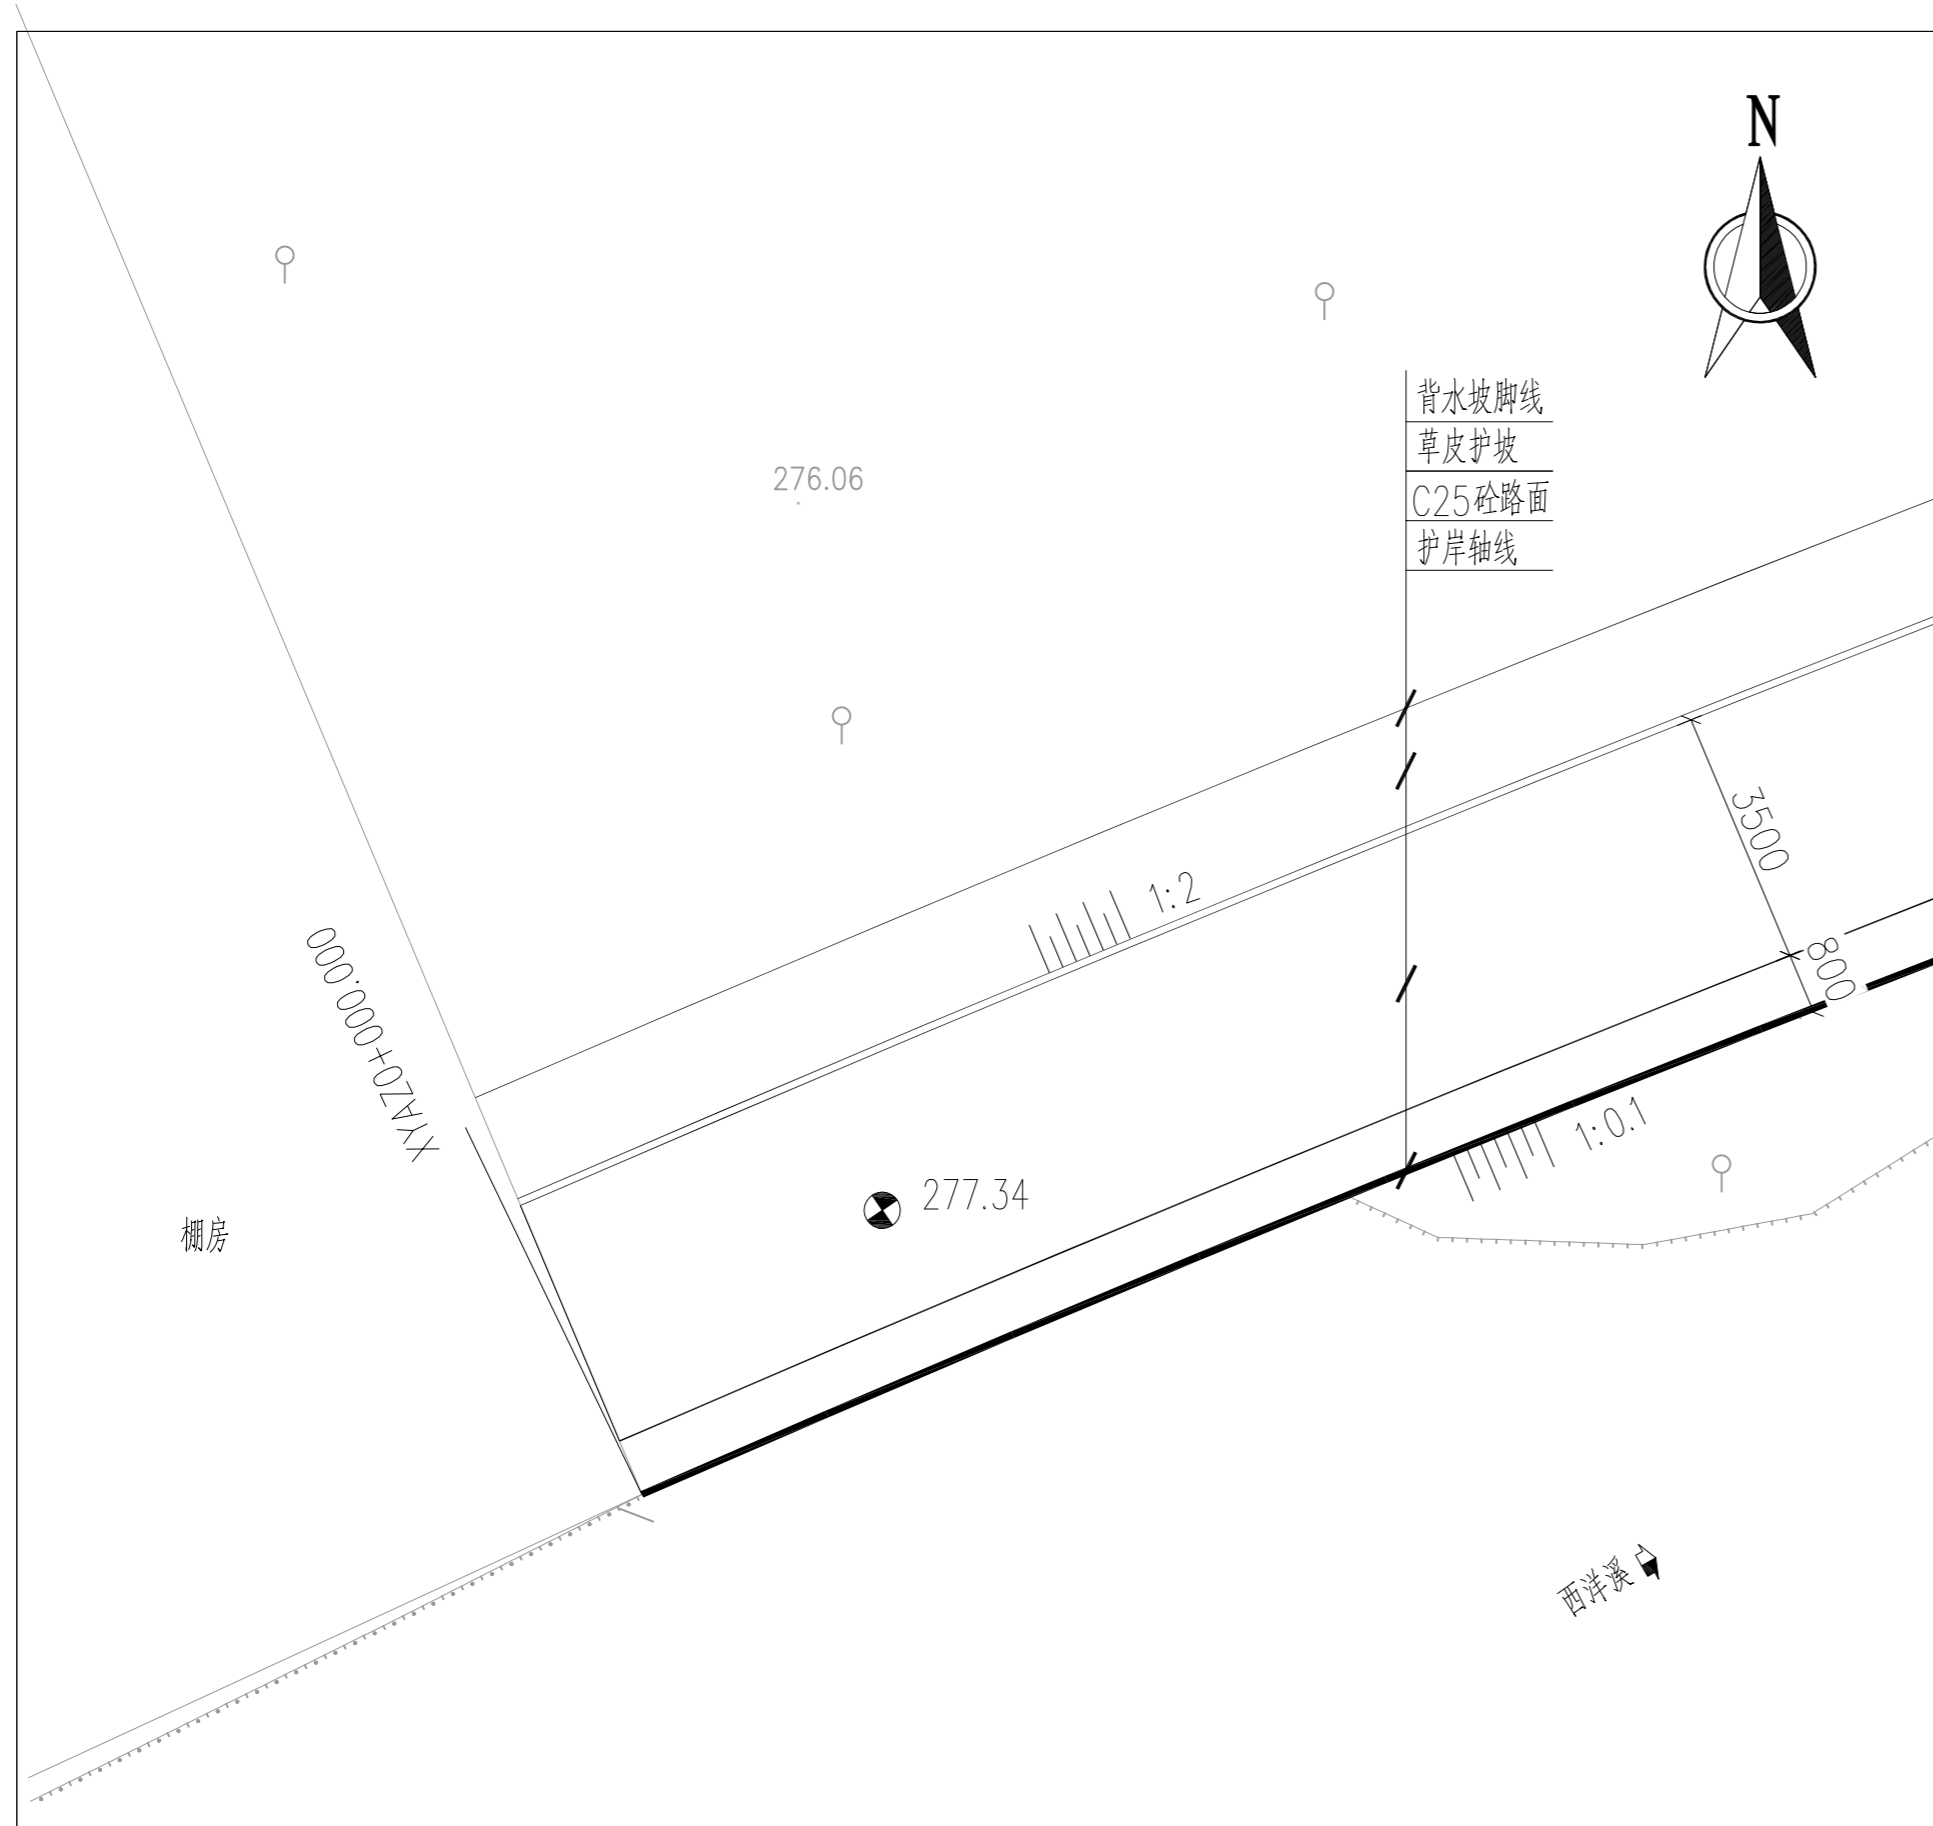 N
背水坡脚线
草皮护坡
C25砼路面
护岸轴线
276.06
3500
1:2
800
XYAZ0+000.000
1:0.1
277.34
棚房
西洋溪